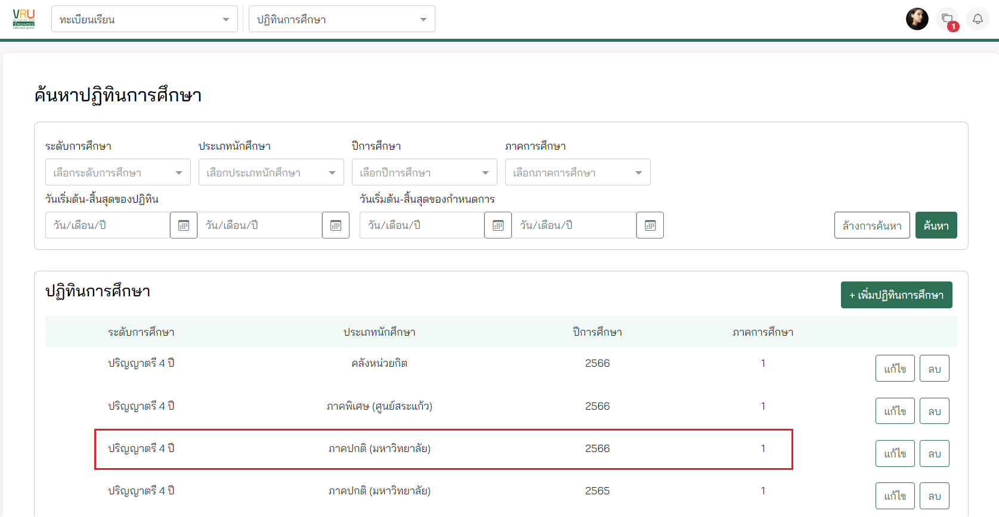 VRU
ทะเบียนเรียน
ปฏิทินการศึกษา
1
ค้นหาปฏิทินการศึกษา
ระดับการศึกษา ประเภทนักศึกษา ปีการศึกษา ภาคการศึกษา
เลือกระดับการศึกษา เลือกประเภทนักศึกษา เลือกปีการศึกษา เลือกภาคการศึกษา
วันเริ่มต้น-สิ้นสุดของปฏิทิน วันเริ่มต้น-สิ้นสุดของกำหนดการ
วัน/เดือน/ปี วัน/เดือน/ปี วัน/เดือน/ปี วัน/เดือน/ปี ล้างการค้นหา ค้นหา
ปฏิทินการศึกษา
+ เพิ่มปฏิทินการศึกษา
ระดับการศึกษา ประเภทนักศึกษา ปีการศึกษา ภาคการศึกษา
ปริญญาตรี 4 ปี คลังหน่วยกิต 2566 1 แก้ไข ลบ
ปริญญาตรี 4 ปี ภาคพิเศษ (ศูนย์สระแก้ว) 2566 1 แก้ไข ลบ
ปริญญาตรี 4 ปี ภาคปกติ (มหาวิทยาลัย) 2566 1 แก้ไข ลบ
ปริญญาตรี 4 ปี ภาคปกติ (มหาวิทยาลัย) 2565 1 แก้ไข ลบ